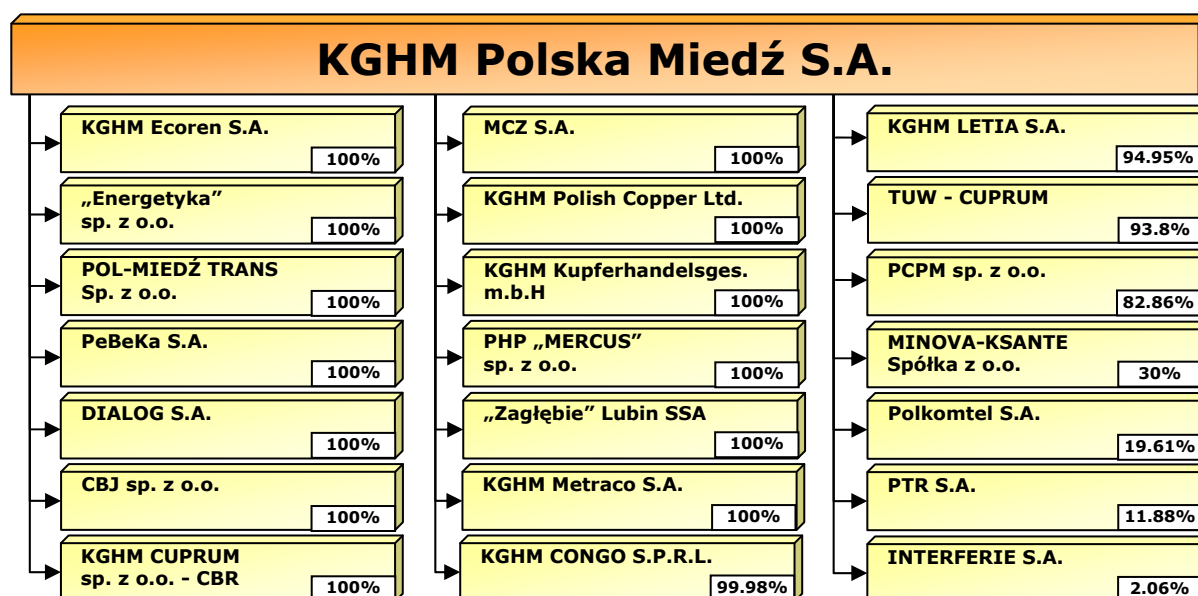 KGHM Polska Miedź S.A.
KGHM Ecoren S.A.
100%
„Energetyka”
sp. z o.o.
100%
POL-MIEDŹ TRANS
Sp. z o.o.
100%
PeBeKa S.A.
100%
DIALOG S.A.
100%
CBJ sp. z o.o.
100%
KGHM CUPRUM
sp. z o.o. - CBR
100%
MCZ S.A.
100%
KGHM Polish Copper Ltd.
100%
KGHM Kupferhandelsges.
m.b.H
100%
PHP „MERCUS”
sp. z o.o.
100%
„Zagłębie” Lubin SSA
100%
KGHM Metraco S.A.
100%
KGHM CONGO S.P.R.L.
99.98%
KGHM LETIA S.A.
94.95%
TUW - CUPRUM
93.8%
PCPM sp. z o.o.
82.86%
MINOVA-KSANTE
Spółka z o.o.
30%
Polkomtel S.A.
19.61%
PTR S.A.
11.88%
INTERFERIE S.A.
2.06%